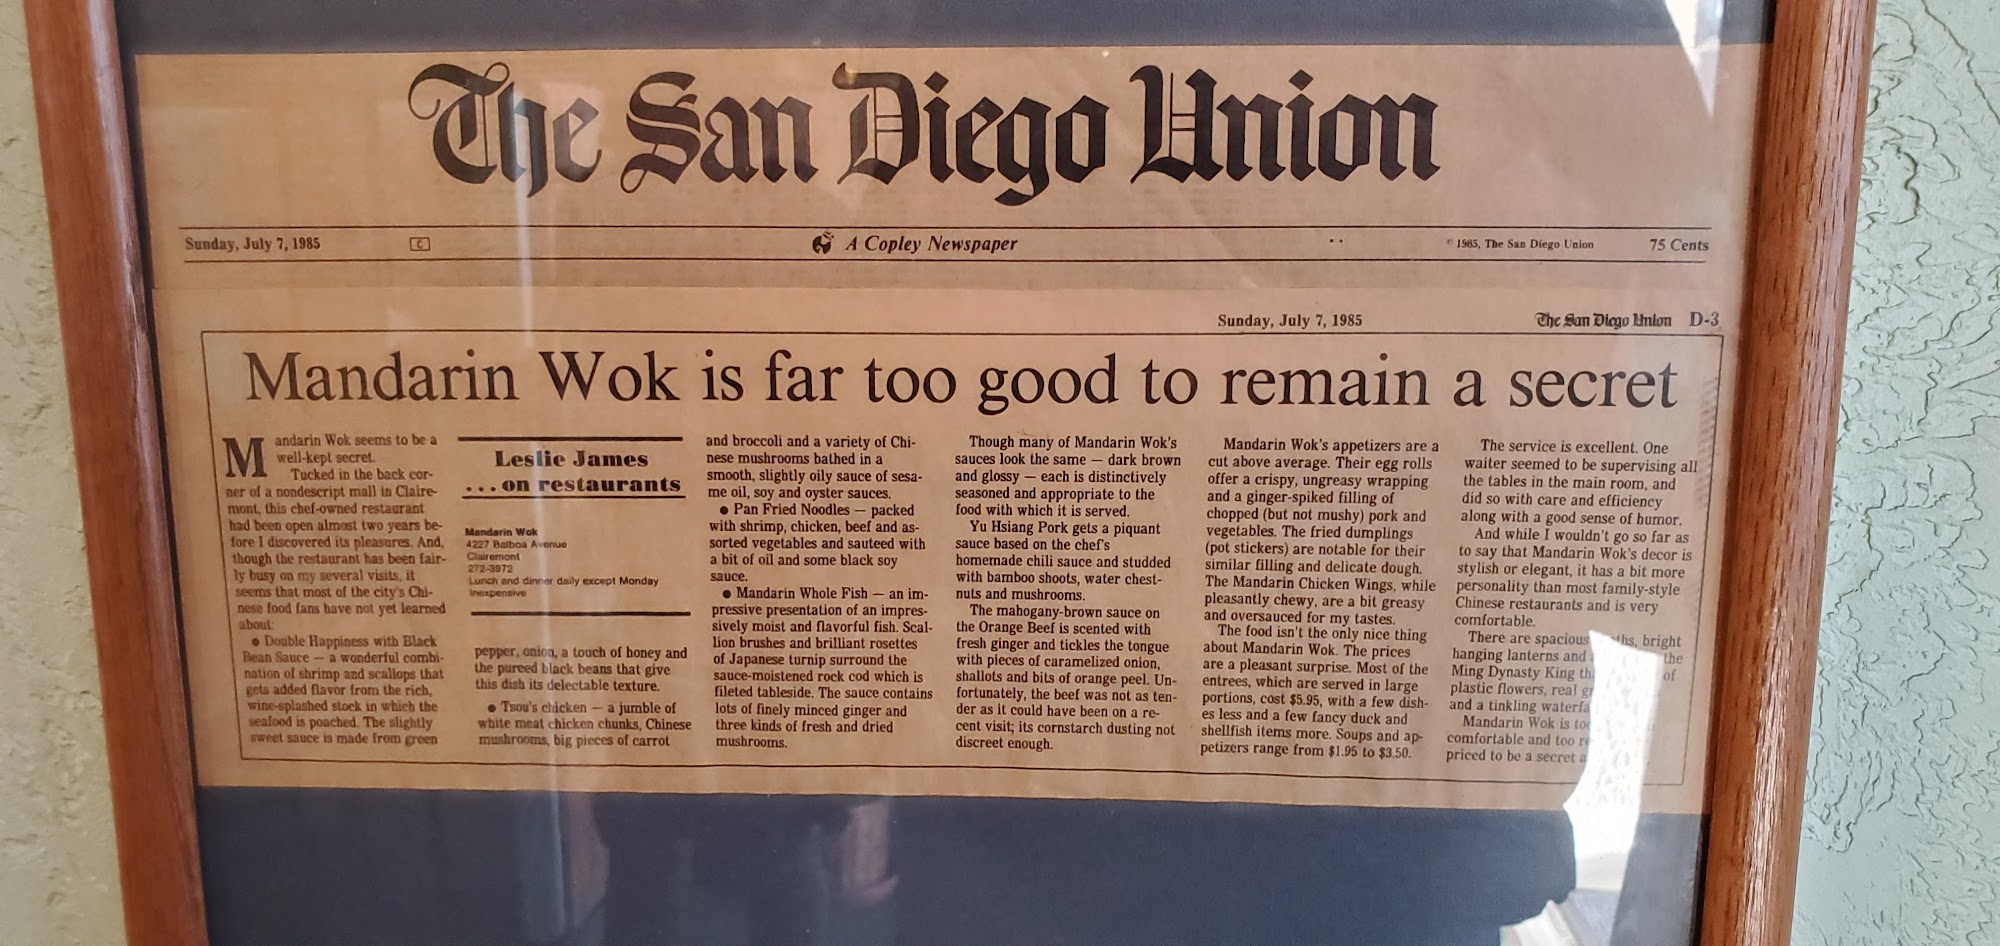 The San Diego Union
Sunday, July 7, 1985 C A Copley Newspaper © 1985, The San Diego Union 75 Cents
Sunday, July 7, 1985 The San Diego Union D-3
Mandarin Wok is far too good to remain a secret
Mandarin Wok seems to be a
well-kept secret.
Tucked in the back cor-
ner of a nondescript mall in Claire-
mont, this chef-owned restaurant
had been open almost two years be-
fore I discovered its pleasures. And,
though the restaurant has been fair-
ly busy on my several visits, it
seems that most of the city's Chi-
nese food fans have not yet learned
about:
● Double Happiness with Black
Bean Sauce — a wonderful combi-
nation of shrimp and scallops that
gets added flavor from the rich,
wine-splashed stock in which the
seafood is poached. The slightly
sweet sauce is made from green
Leslie James
...on restaurants
Mandarin Wok
4227 Balboa Avenue
Clairemont
272-3972
Lunch and dinner daily except Monday
Inexpensive
pepper, onion, a touch of honey and
the pureed black beans that give
this dish its delectable texture.
● Tsou's chicken — a jumble of
white meat chicken chunks, Chinese
mushrooms, big pieces of carrot
and broccoli and a variety of Chi-
nese mushrooms bathed in a
smooth, slightly oily sauce of sesa-
me oil, soy and oyster sauces.
● Pan Fried Noodles — packed
with shrimp, chicken, beef and as-
sorted vegetables and sauteed with
a bit of oil and some black soy
sauce.
● Mandarin Whole Fish — an im-
pressive presentation of an impres-
sively moist and flavorful fish. Scal-
lion brushes and brilliant rosettes
of Japanese turnip surround the
sauce-moistened rock cod which is
fileted tableside. The sauce contains
lots of finely minced ginger and
three kinds of fresh and dried
mushrooms.
Though many of Mandarin Wok's
sauces look the same — dark brown
and glossy — each is distinctively
seasoned and appropriate to the
food with which it is served.
Yu Hsiang Pork gets a piquant
sauce based on the chef's
homemade chili sauce and studded
with bamboo shoots, water chest-
nuts and mushrooms.
The mahogany-brown sauce on
the Orange Beef is scented with
fresh ginger and tickles the tongue
with pieces of caramelized onion,
shallots and bits of orange peel. Un-
fortunately, the beef was not as ten-
der as it could have been on a re-
cent visit; its cornstarch dusting not
discreet enough.
Mandarin Wok's appetizers are a
cut above average. Their egg rolls
offer a crispy, ungreasy wrapping
and a ginger-spiked filling of
chopped (but not mushy) pork and
vegetables. The fried dumplings
(pot stickers) are notable for their
similar filling and delicate dough.
The Mandarin Chicken Wings, while
pleasantly chewy, are a bit greasy
and oversauced for my tastes.
The food isn't the only nice thing
about Mandarin Wok. The prices
are a pleasant surprise. Most of the
entrees, which are served in large
portions, cost $5.95, with a few dish-
es less and a few fancy duck and
shellfish items more. Soups and ap-
petizers range from $1.95 to $3.50.
The service is excellent. One
waiter seemed to be supervising all
the tables in the main room, and
did so with care and efficiency
along with a good sense of humor.
And while I wouldn't go so far as
to say that Mandarin Wok's decor is
stylish or elegant, it has a bit more
personality than most family-style
Chinese restaurants and is very
comfortable.
There are spacious bright
hanging lanterns and the
Ming Dynasty King of
plastic flowers, real
and a tinkling
Mandarin Wok is
comfortable and too
priced to be a secret